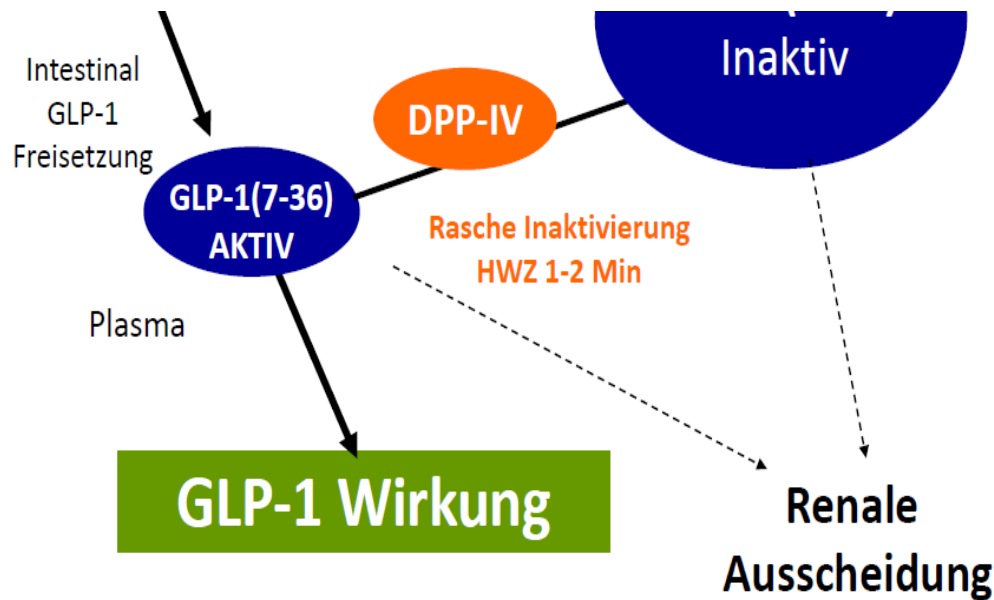 Inaktiv
Intestinal
GLP-1
Freisetzung
DPP-IV
GLP-1(7-36)
AKTIV
Rasche Inaktivierung
HWZ 1-2 Min
Plasma
GLP-1 Wirkung
Renale
Ausscheidung